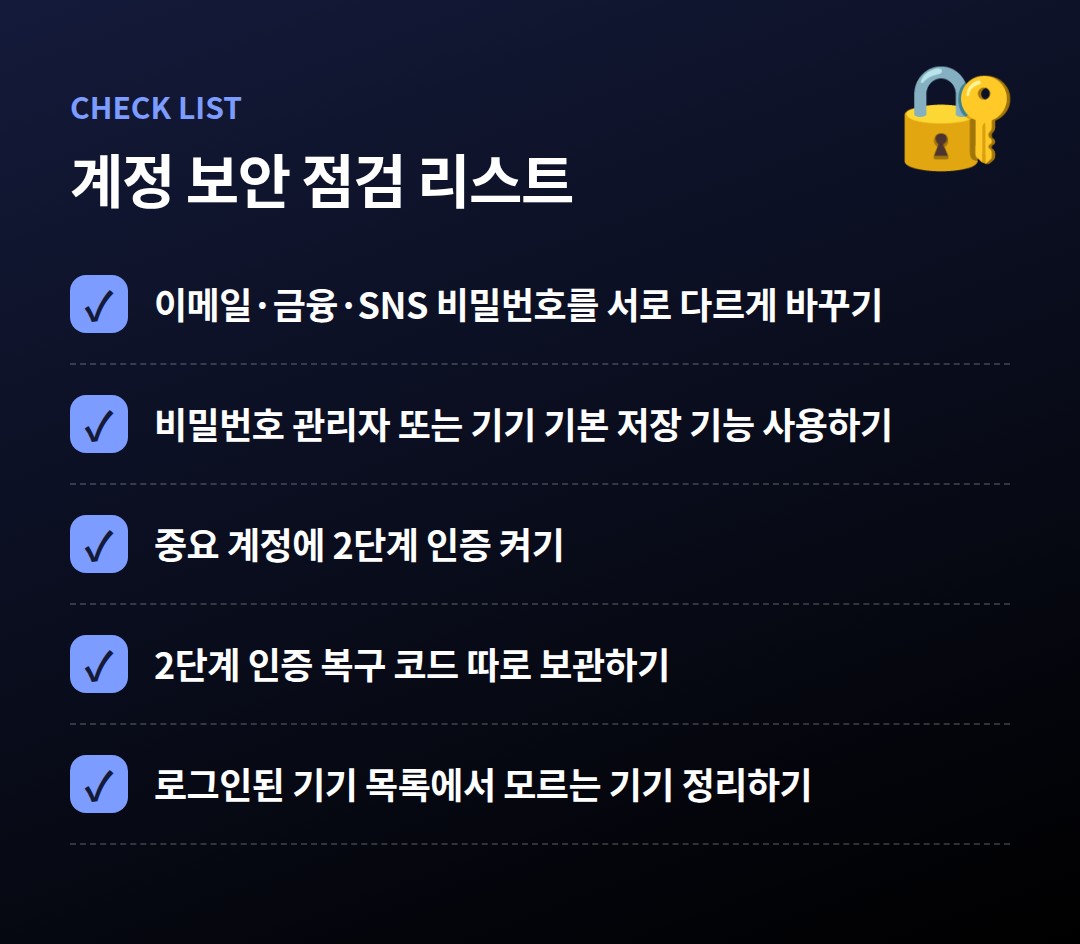 CHECK LIST
계정 보안 점검 리스트
이메일·금융·SNS 비밀번호를 서로 다르게 바꾸기
비밀번호 관리자 또는 기기 기본 저장 기능 사용하기
중요 계정에 2단계 인증 켜기
2단계 인증 복구 코드 따로 보관하기
로그인된 기기 목록에서 모르는 기기 정리하기